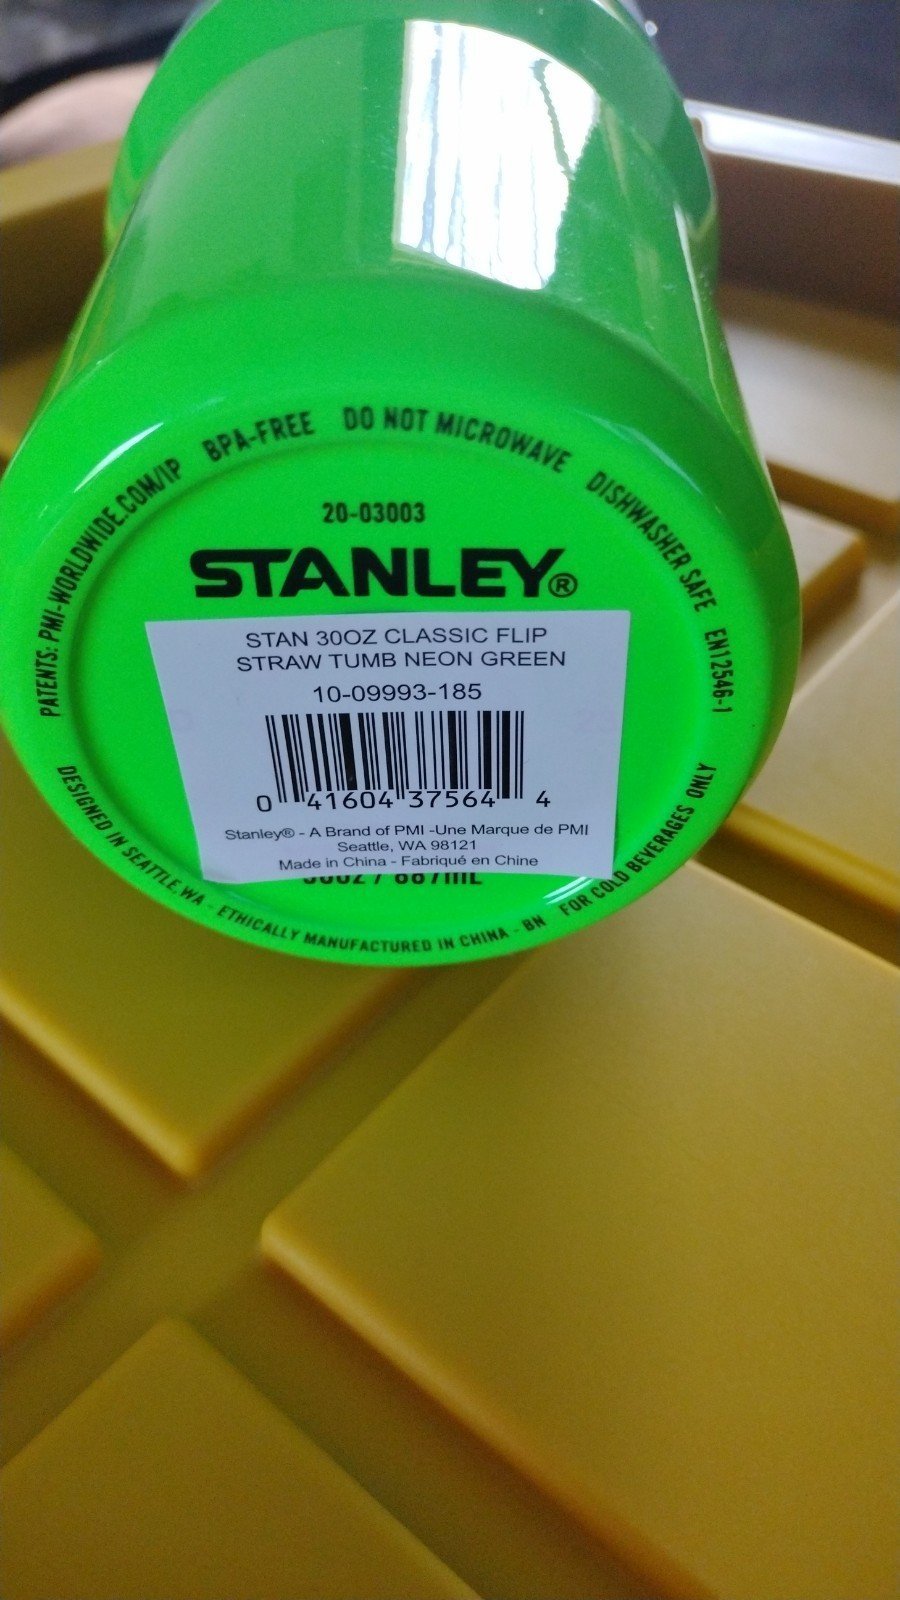 PATENTS: PMI-WORLDWIDE.COM/IP BPA-FREE DO NOT MICROWAVE DISHWASHER SAFE EN12546-1
20-03003
STANLEY®
STAN 30OZ CLASSIC FLIP
STRAW TUMB NEON GREEN
10-09993-185
0 41604 37564 4
Stanley® - A Brand of PMI -Une Marque de PMI
Seattle, WA 98121
Made in China - Fabriqué en Chine
30OZ / 887mL
DESIGNED IN SEATTLE, WA - ETHICALLY MANUFACTURED IN CHINA - BN FOR COLD BEVERAGES ONLY